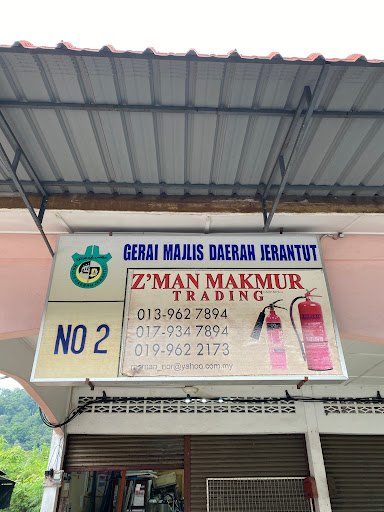 GERAI MAJLIS DAERAH JERANTUT
NO 2
Z'MAN MAKMUR
TRADING
013-962 7894
017-934 7894
019-962 2173